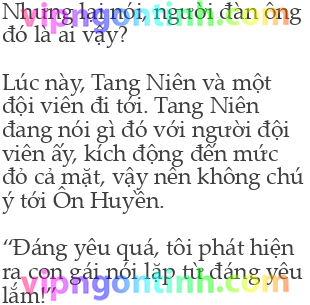 vipngontinh.com
Nhưng lại nói, người đàn ông
đó là ai vậy?
Lúc này, Tang Niên và một
đội viên đi tới. Tang Niên
đang nói gì đó với người đội
viên ấy, kích động đến mức
đỏ cả mặt, vậy nên không chú
ý tới Ôn Huyền.
“Đáng yêu quá, tôi phát hiện
ra con gái nói lắp từ đáng yêu
lắm!”
vipngontinh.com